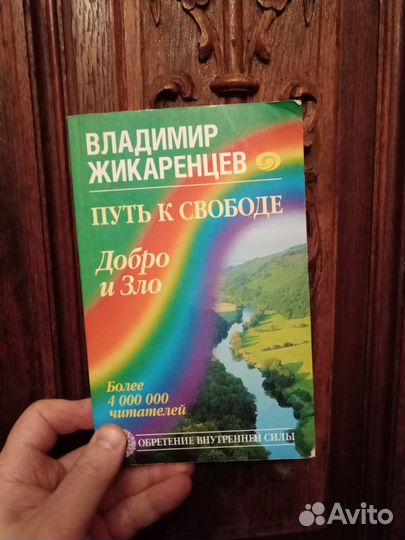 ВЛАДИМИР
ЖИКАРЕНЦЕВ
ПУТЬ К СВОБОДЕ
Добро
и Зло
Более
4 000 000
читателей
ОБРЕТЕНИЕ ВНУТРЕННЕЙ СИЛЫ
Avito